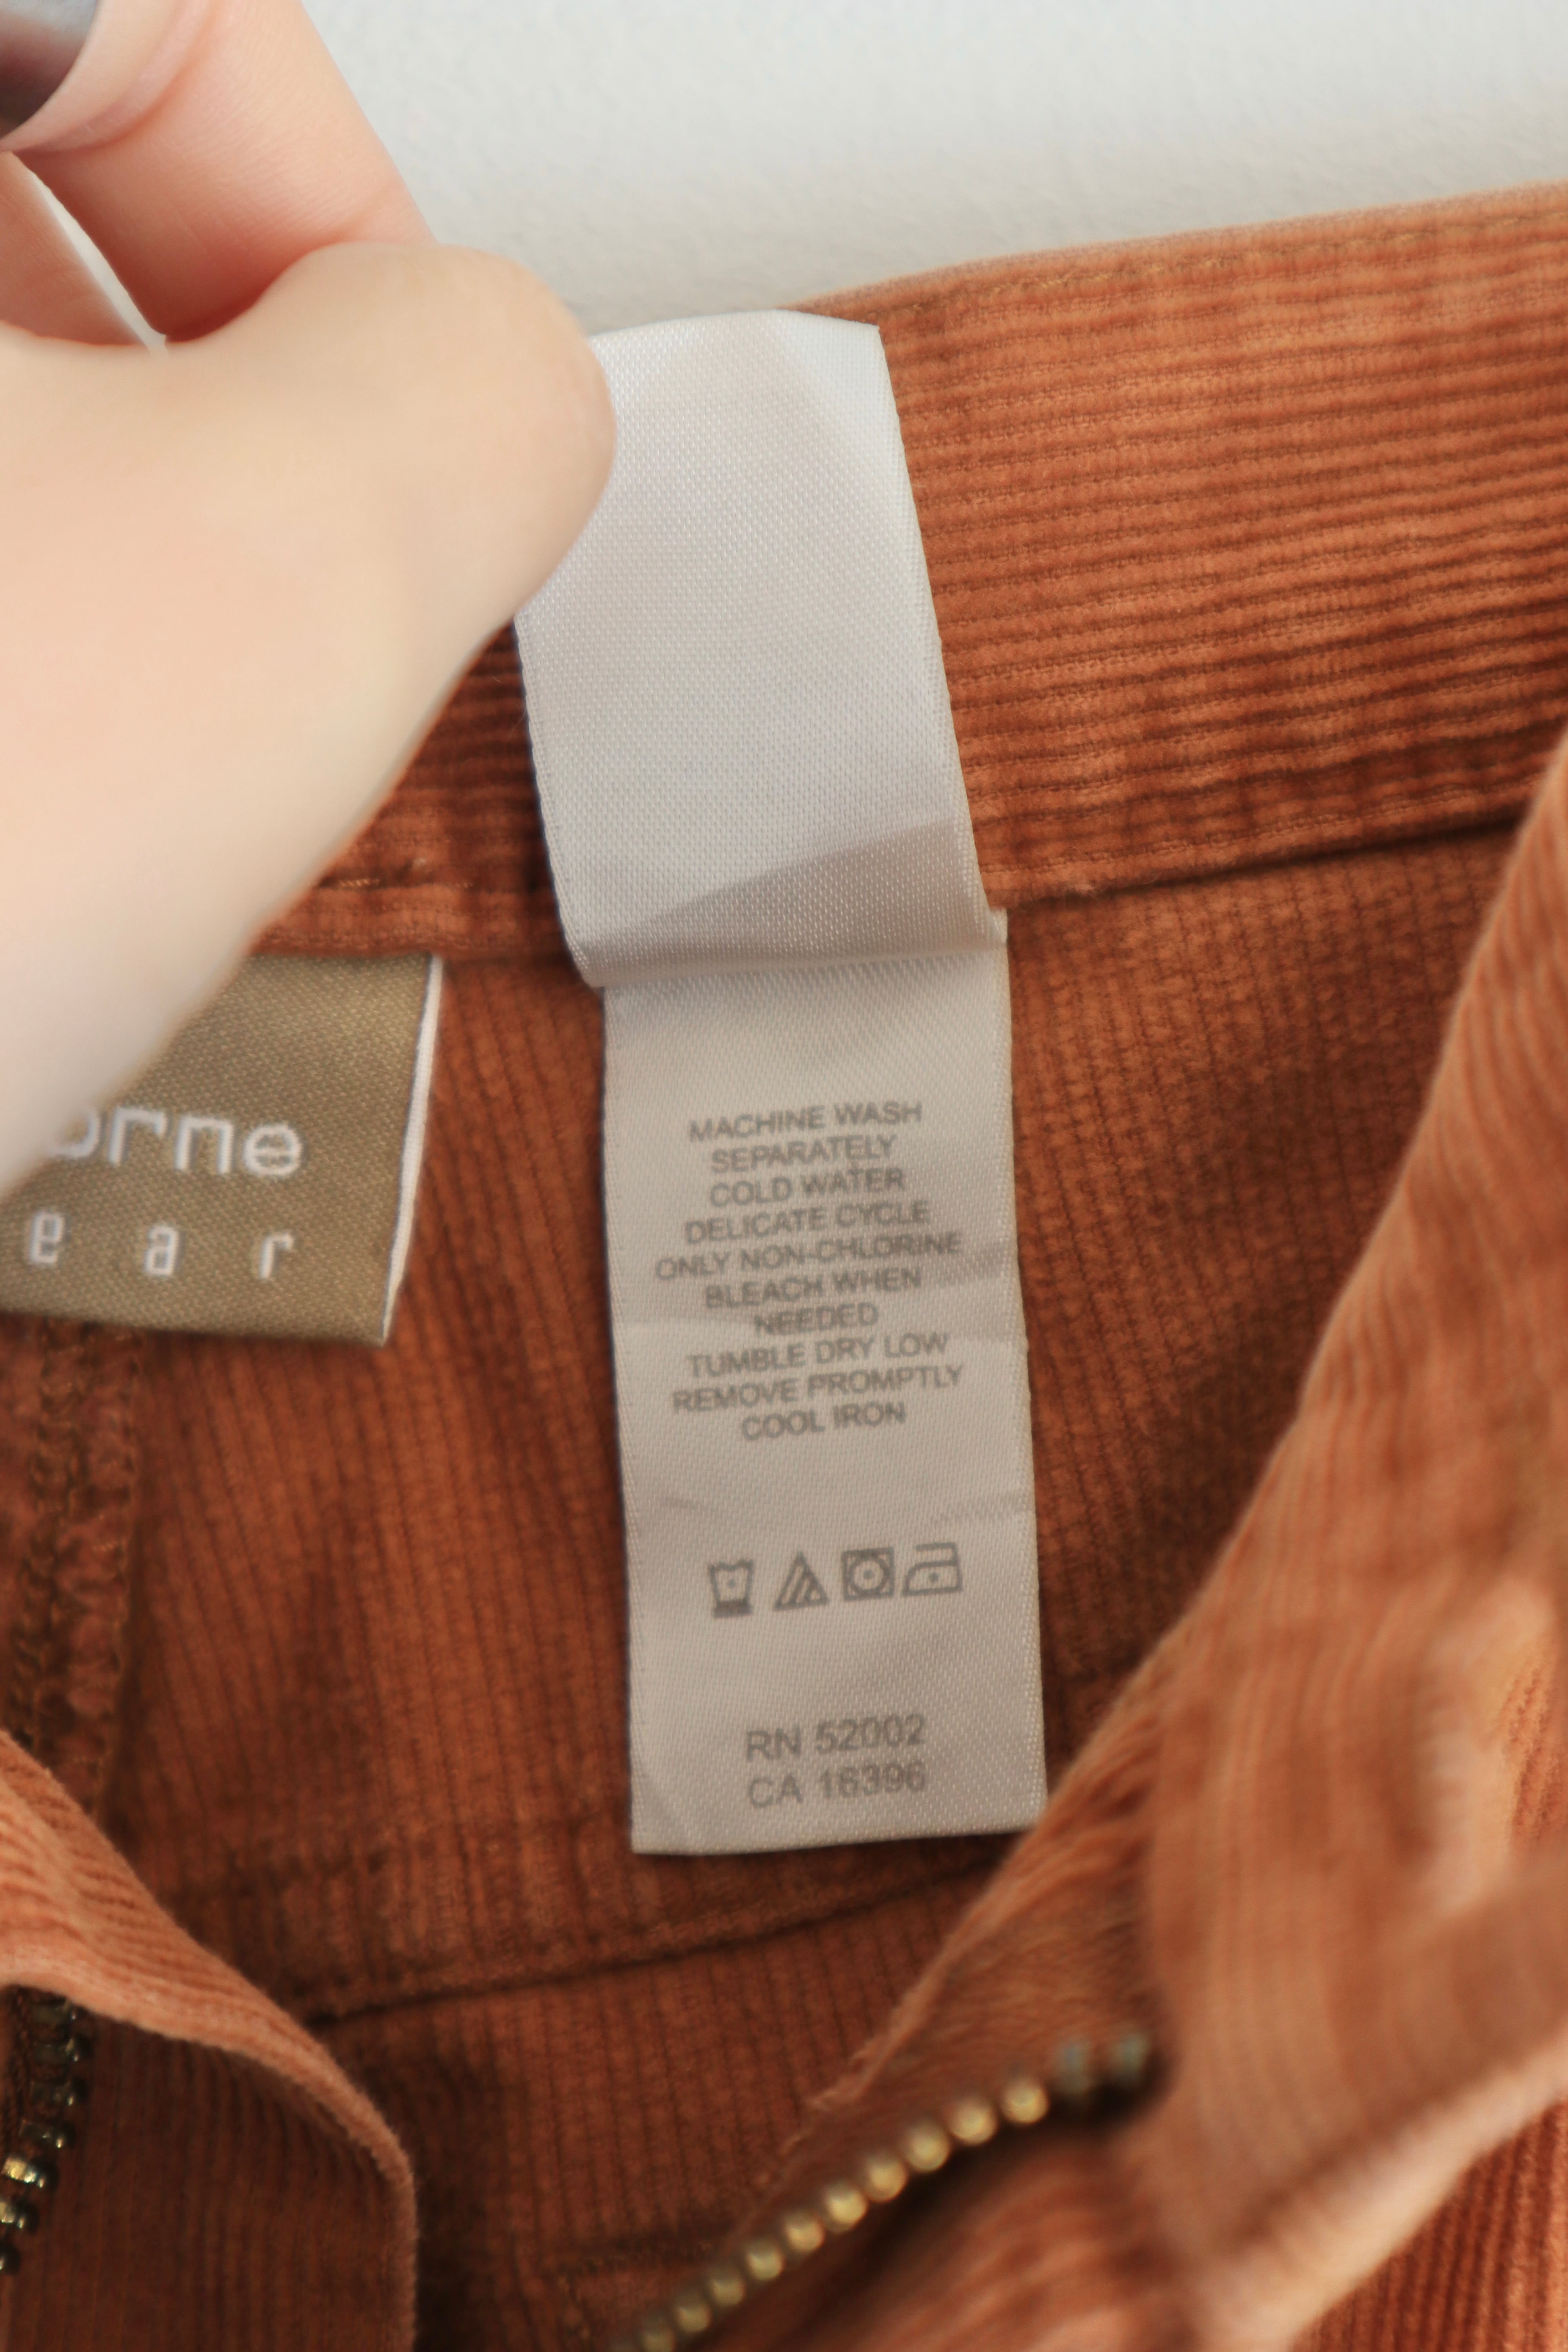 orne
ear
MACHINE WASH
SEPARATELY
COLD WATER
DELICATE CYCLE
ONLY NON-CHLORINE
BLEACH WHEN
NEEDED
TUMBLE DRY LOW
REMOVE PROMPTLY
COOL IRON
RN 52002
CA 16396